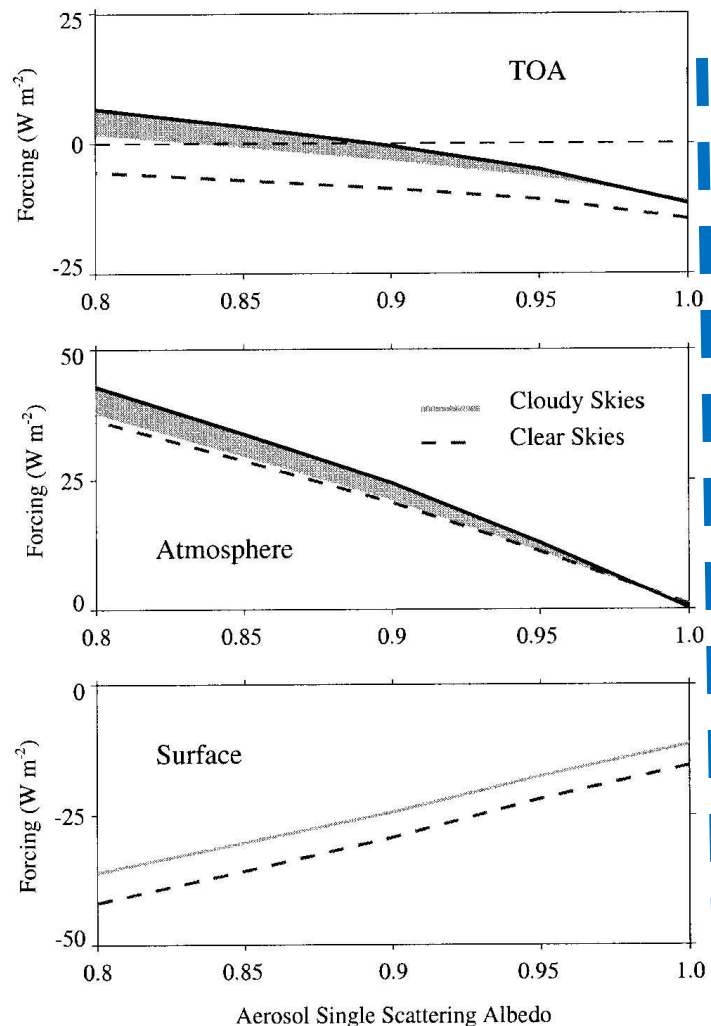 25
TOA
0
-25
Forcing (W m-2)
0.8 0.85 0.9 0.95 1.0
50
Cloudy Skies
Clear Skies
25
Atmosphere
0
Forcing (W m-2)
0.8 0.85 0.9 0.95 1.0
0
Surface
-25
-50
Forcing (W m-2)
0.8 0.85 0.9 0.95 1.0
Aerosol Single Scattering Albedo